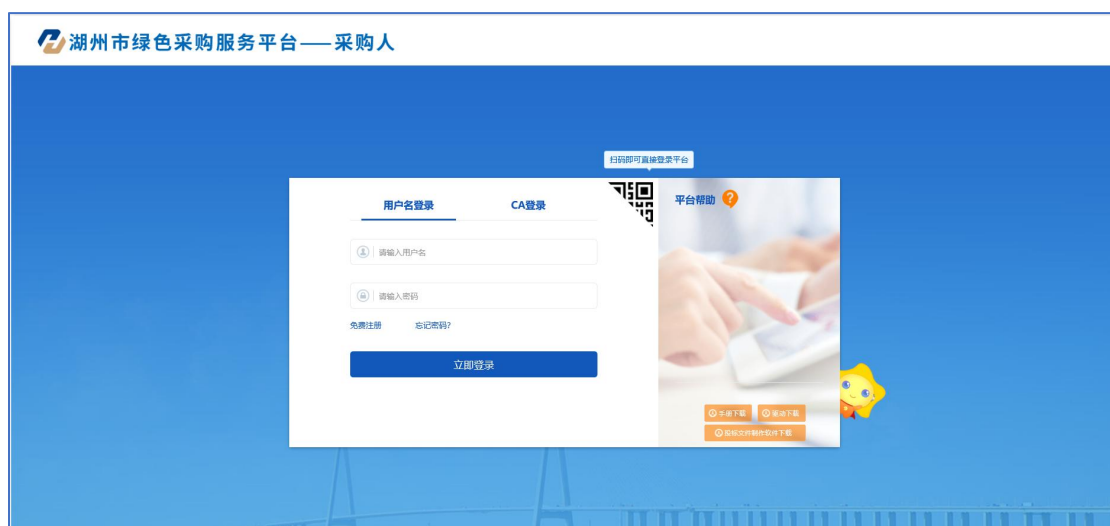 湖州市绿色采购服务平台——采购人
扫码即可直接登录平台
用户名登录
CA登录
平台帮助
请输入用户名
请输入密码
免费注册
忘记密码?
立即登录
手册下载
驱动下载
投标文件制作软件下载